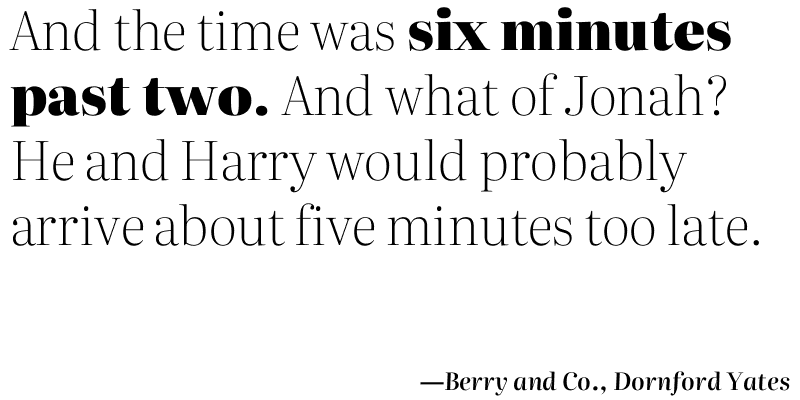 And the time was six minutes
past two. And what of Jonah?
He and Harry would probably
arrive about five minutes too late.
—Berry and Co., Dornford Yates